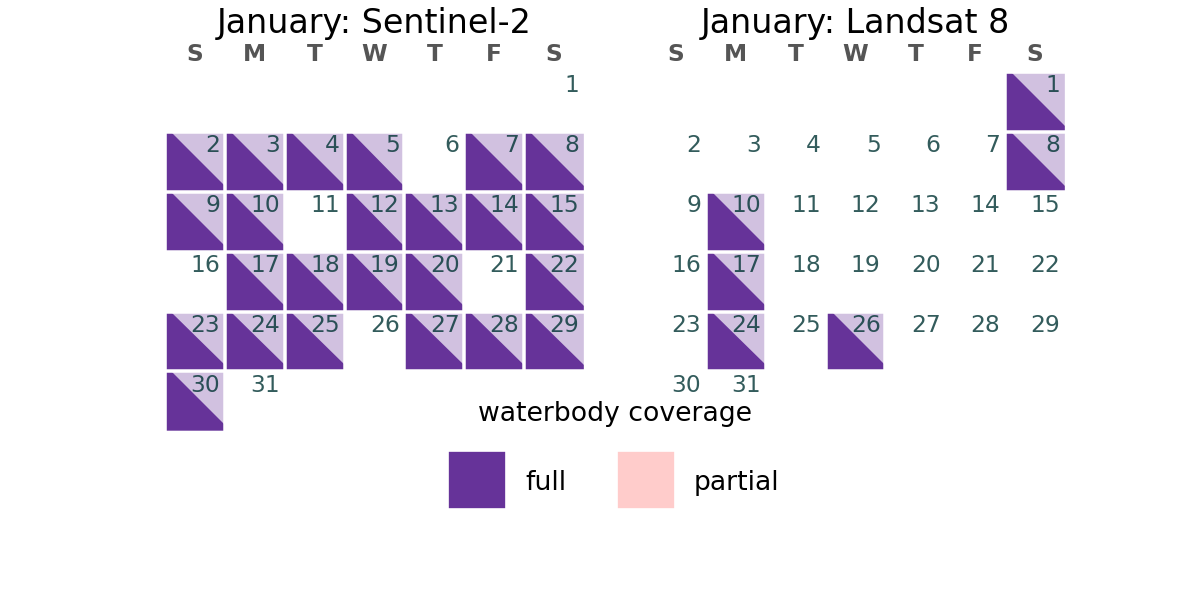 January: Sentinel-2
S M T W T F S
1
2 3 4 5 6 7 8
9 10 11 12 13 14 15
16 17 18 19 20 21 22
23 24 25 26 27 28 29
30 31
January: Landsat 8
S M T W T F S
1
2 3 4 5 6 7 8
9 10 11 12 13 14 15
16 17 18 19 20 21 22
23 24 25 26 27 28 29
30 31
waterbody coverage
full partial